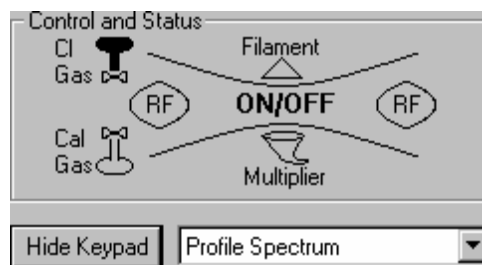 Control and Status
CI
Gas
Filament
RF
ON/OFF
RF
Cal
Gas
Multiplier
Hide Keypad
Profile Spectrum